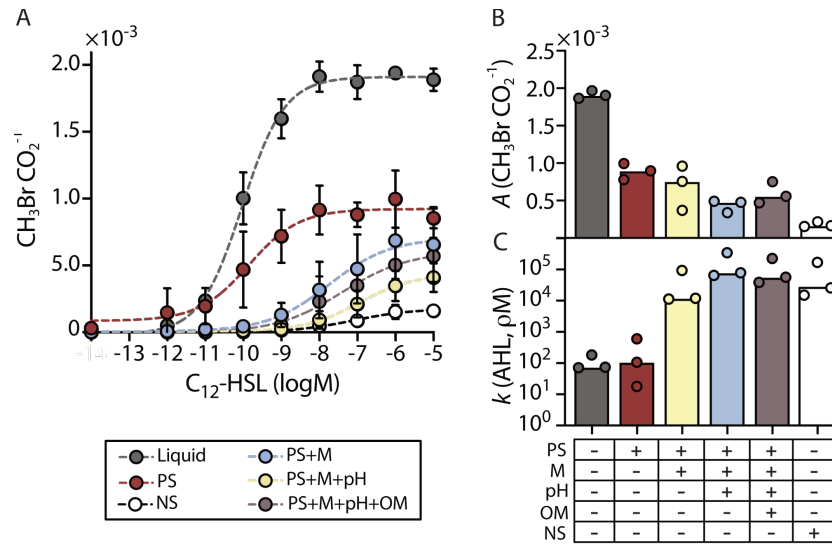 A
×10⁻³
2.0
1.5
1.0
5.0
0
CH₃Br CO₂⁻¹
-14 -13 -12 -11 -10 -9 -8 -7 -6 -5
C₁₂-HSL (logM)
Liquid
PS
NS
PS+M
PS+M+pH
PS+M+pH+OM
B
×10⁻³
2.5
2.0
1.5
1.0
0.5
A (CH₃Br CO₂⁻¹)
C
10⁵
10⁴
10³
10²
10¹
10⁰
k (AHL, ρM)
PS - + + + + -
M - - + + + -
pH - - - + + -
OM - - - - + -
NS - - - - - +